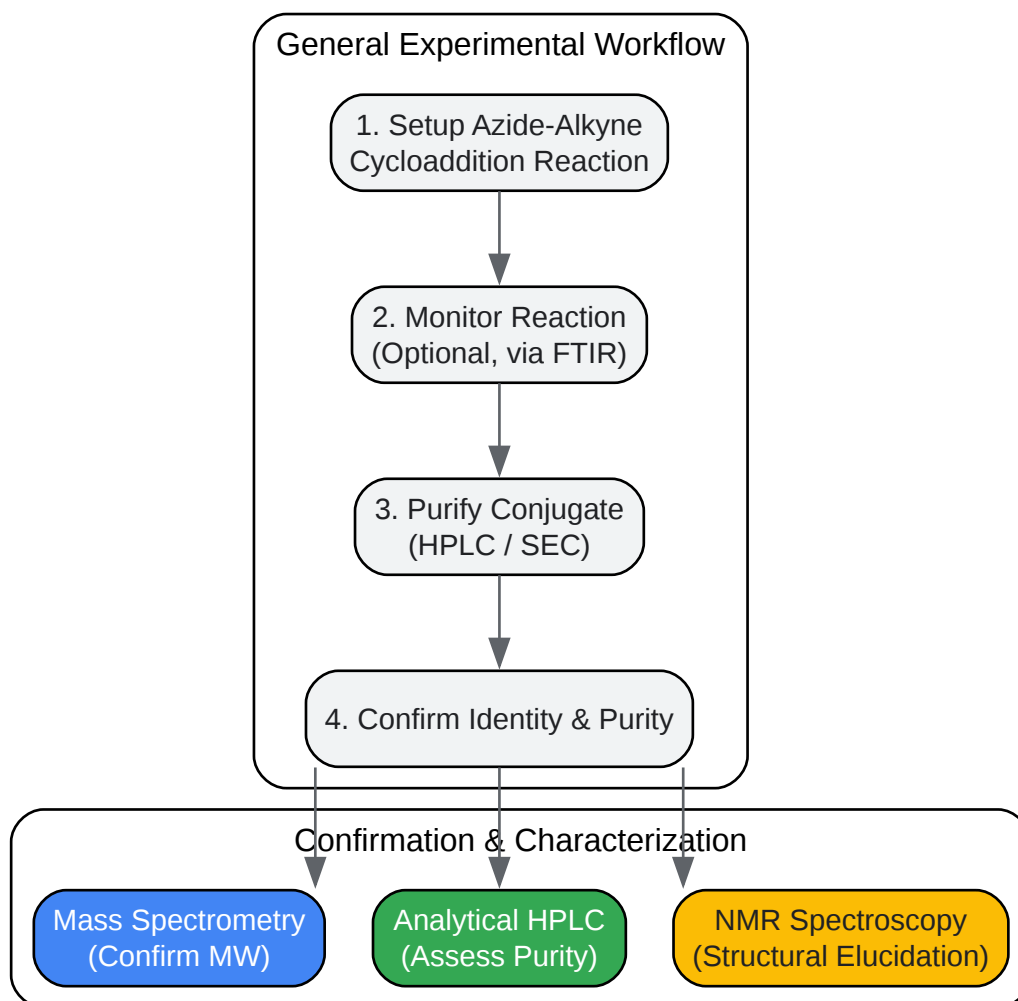 General Experimental Workflow
1. Setup Azide-Alkyne
Cycloaddition Reaction
2. Monitor Reaction
(Optional, via FTIR)
3. Purify Conjugate
(HPLC / SEC)
4. Confirm Identity & Purity
Confirmation & Characterization
Mass Spectrometry
(Confirm MW)
Analytical HPLC
(Assess Purity)
NMR Spectroscopy
(Structural Elucidation)